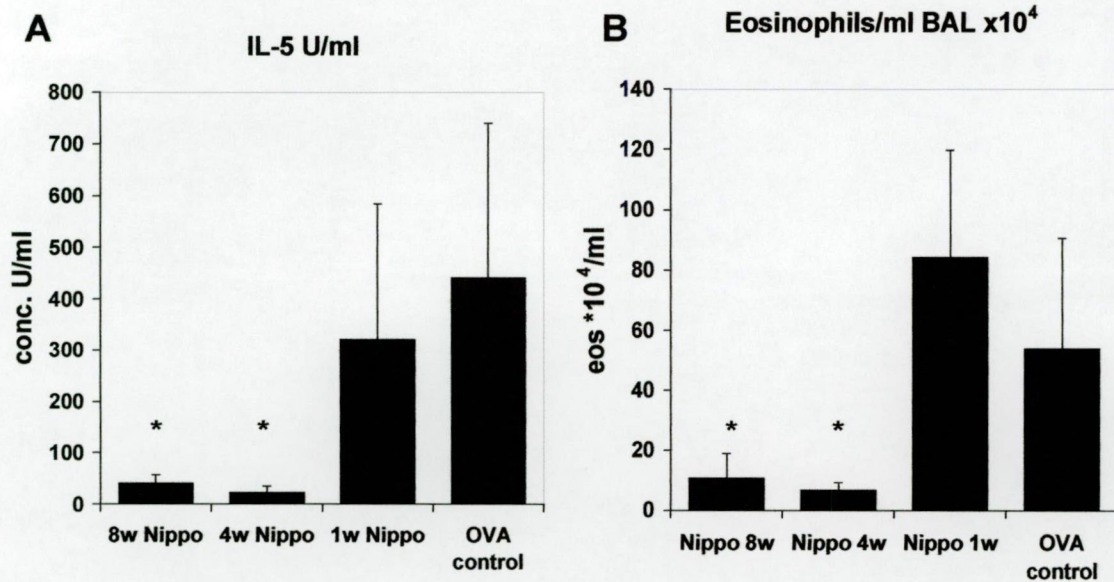 A
IL-5 U/ml
conc. U/ml
800
700
600
500
400
300
200
100
0
* *
8w Nippo 4w Nippo 1w Nippo OVA
control
B
Eosinophils/ml BAL x10⁴
eos *10⁴/ml
140
120
100
80
60
40
20
0
* *
Nippo 8w Nippo 4w Nippo 1w OVA
control